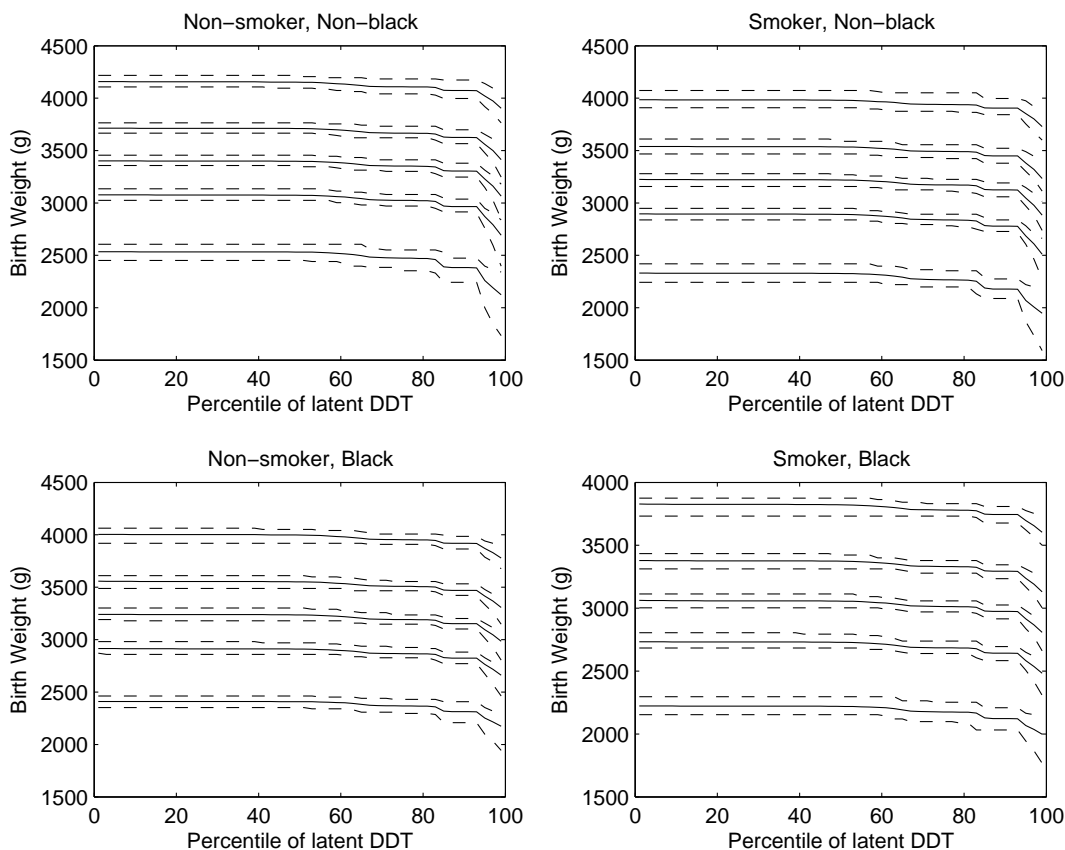 Non−smoker, Non−black
4500
4000
3500
3000
2500
2000
1500
Birth Weight (g)
0 20 40 60 80 100
Percentile of latent DDT
Smoker, Non−black
4500
4000
3500
3000
2500
2000
1500
Birth Weight (g)
0 20 40 60 80 100
Percentile of latent DDT
Non−smoker, Black
4500
4000
3500
3000
2500
2000
1500
Birth Weight (g)
0 20 40 60 80 100
Percentile of latent DDT
Smoker, Black
4000
3500
3000
2500
2000
1500
Birth Weight (g)
0 20 40 60 80 100
Percentile of latent DDT